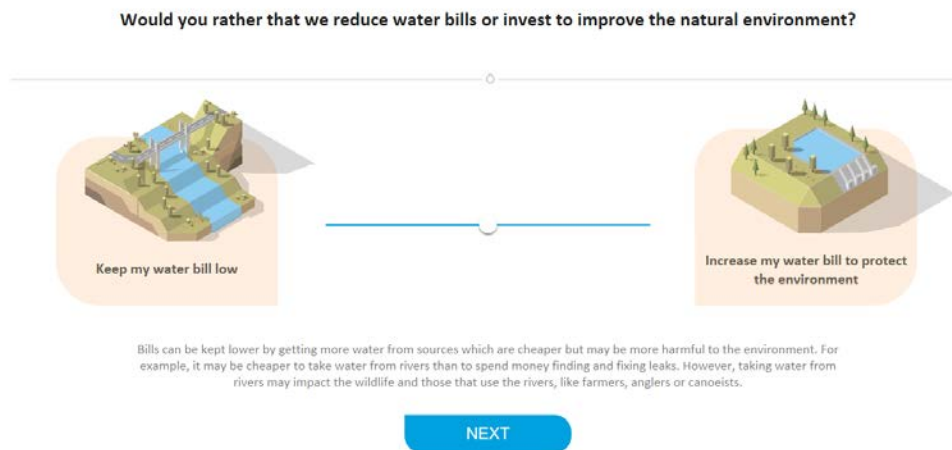 Would you rather that we reduce water bills or invest to improve the natural environment?
Keep my water bill low
Increase my water bill to protect
the environment
Bills can be kept lower by getting more water from sources which are cheaper but may be more harmful to the environment. For
example, it may be cheaper to take water from rivers than to spend money finding and fixing leaks. However, taking water from
rivers may impact the wildlife and those that use the rivers, like farmers, anglers or canoeists.
NEXT